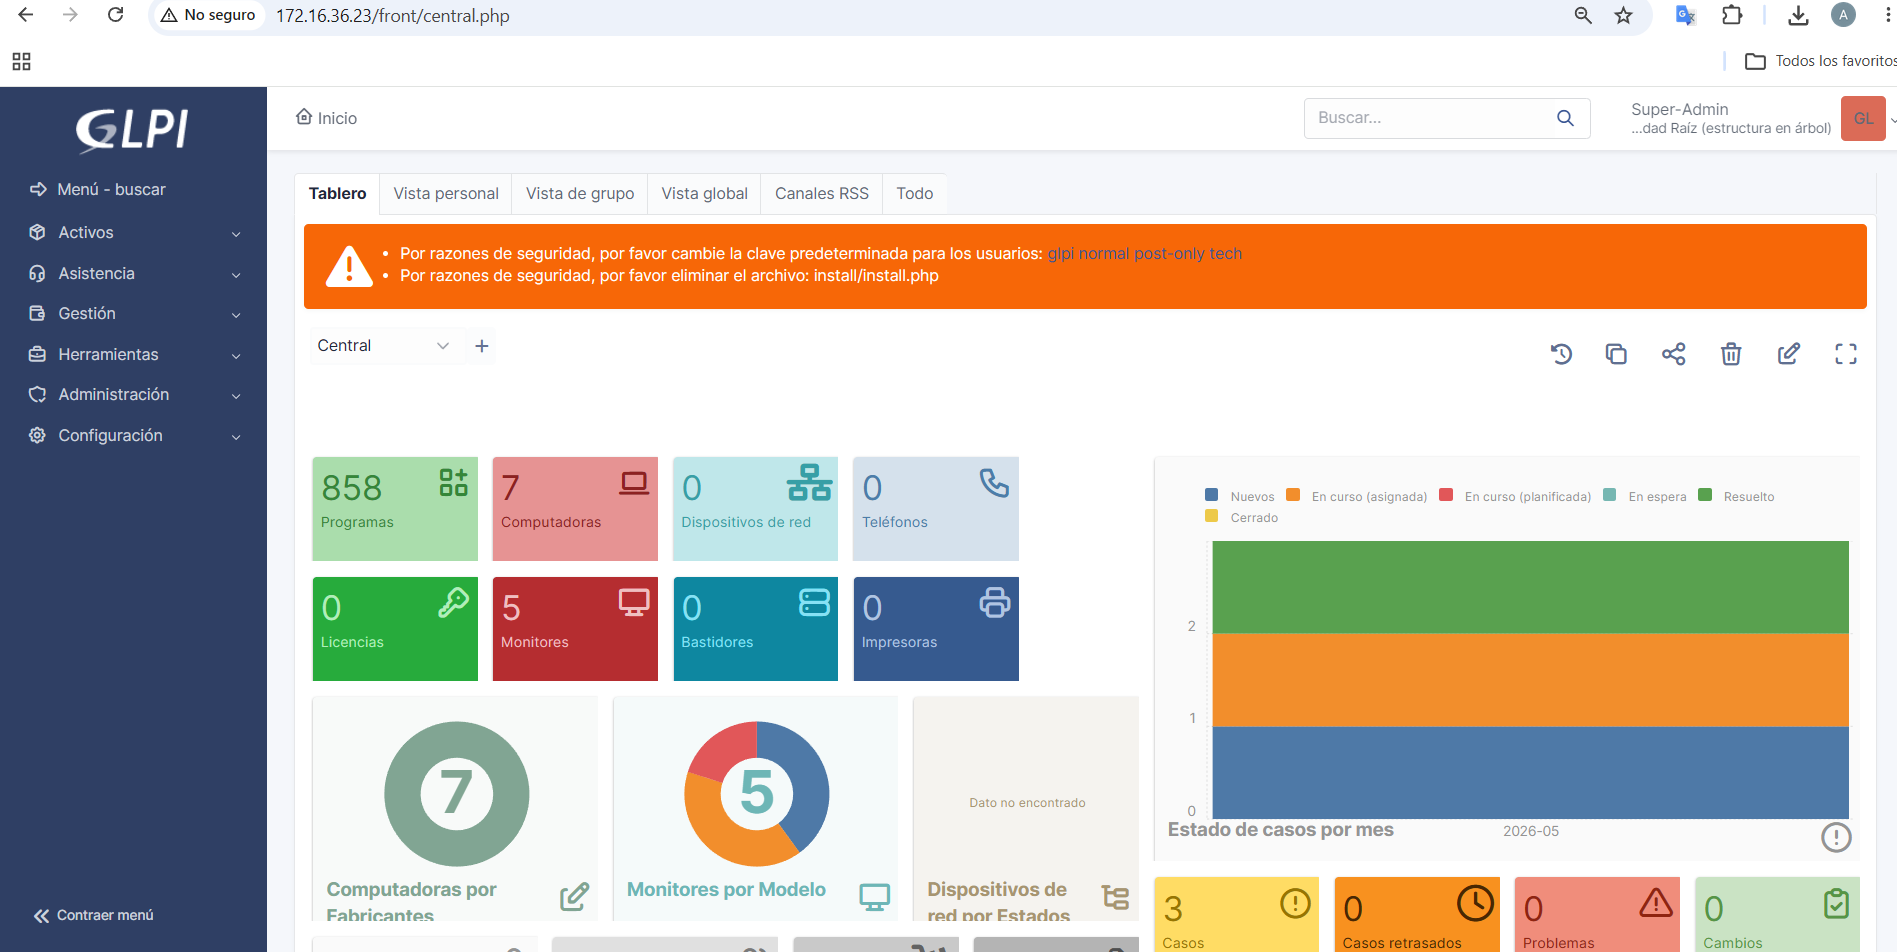 No seguro
172.16.36.23/front/central.php
A
Todos los favoritos
GLPI
Inicio
Buscar...
Super-Admin
...dad Raíz (estructura en árbol)
GL
Menú - buscar
Activos
Asistencia
Gestión
Herramientas
Administración
Configuración
Contraer menú
Tablero
Vista personal
Vista de grupo
Vista global
Canales RSS
Todo
Por razones de seguridad, por favor cambie la clave predeterminada para los usuarios: glpi normal post-only tech
Por razones de seguridad, por favor eliminar el archivo: install/install.php
Central
858
Programas
7
Computadoras
0
Dispositivos de red
0
Teléfonos
0
Licencias
5
Monitores
0
Bastidores
0
Impresoras
7
Computadoras por
Fabricantes
5
Monitores por Modelo
Dato no encontrado
Dispositivos de
red por Estados
Nuevos
En curso (asignada)
En curso (planificada)
En espera
Resuelto
Cerrado
2
1
0
2026-05
Estado de casos por mes
3
Casos
0
Casos retrasados
0
Problemas
0
Cambios